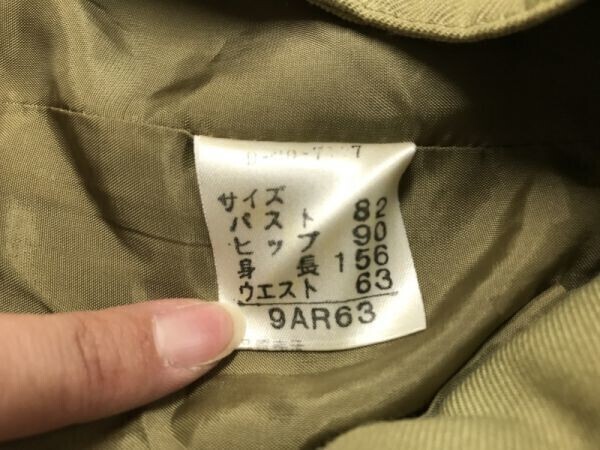 サイズ
バスト 82
ヒップ 90
身長 156
ウエスト 63
9AR63